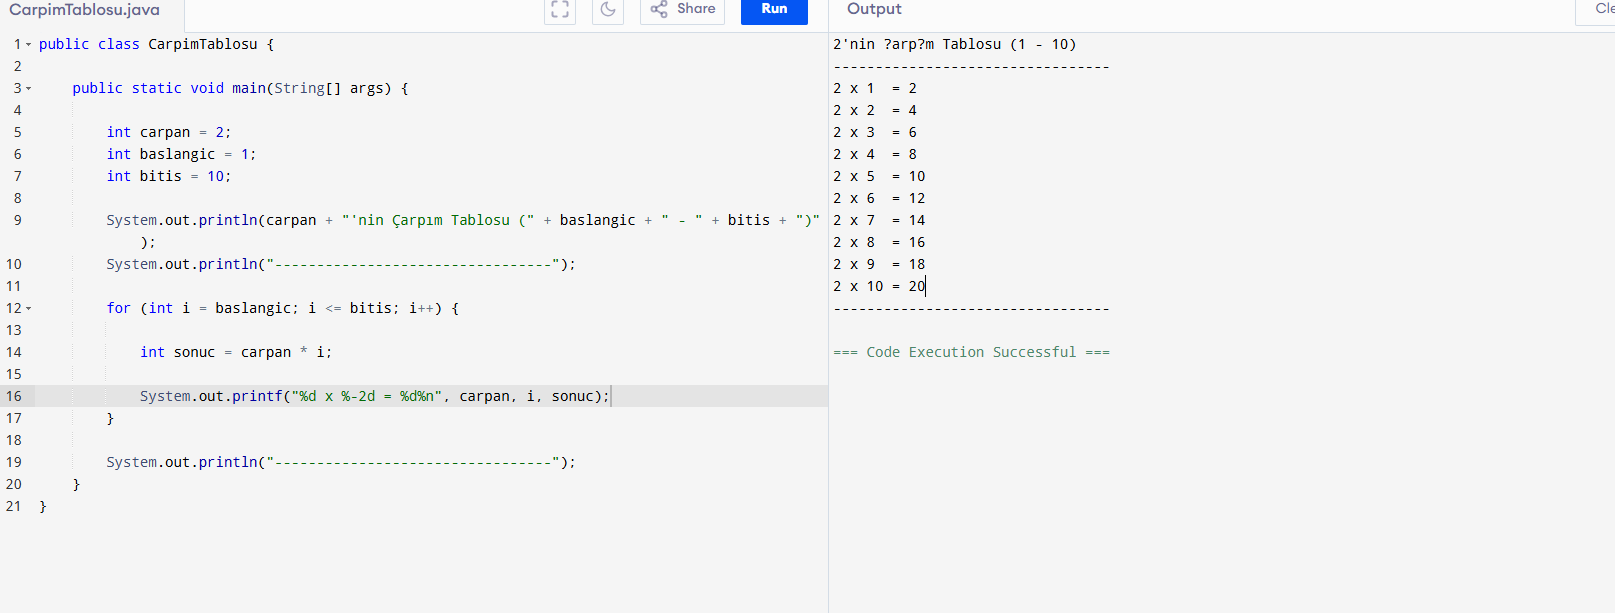 CarpimTablosu.java
Share
Run
Output
1 public class CarpimTablosu {
2
3 public static void main(String[] args) {
4
5 int carpan = 2;
6 int baslangic = 1;
7 int bitis = 10;
8
9 System.out.println(carpan + "'nin Çarpım Tablosu (" + baslangic + " - " + bitis + ")"
);
10 System.out.println("---------------------------------");
11
12 for (int i = baslangic; i <= bitis; i++) {
13
14 int sonuc = carpan * i;
15
16 System.out.printf("%d x %-2d = %d%n", carpan, i, sonuc);
17 }
18
19 System.out.println("---------------------------------");
20 }
21 }
2'nin ?arp?m Tablosu (1 - 10)
---------------------------------
2 x 1  = 2
2 x 2  = 4
2 x 3  = 6
2 x 4  = 8
2 x 5  = 10
2 x 6  = 12
2 x 7  = 14
2 x 8  = 16
2 x 9  = 18
2 x 10 = 20
---------------------------------
=== Code Execution Successful ===